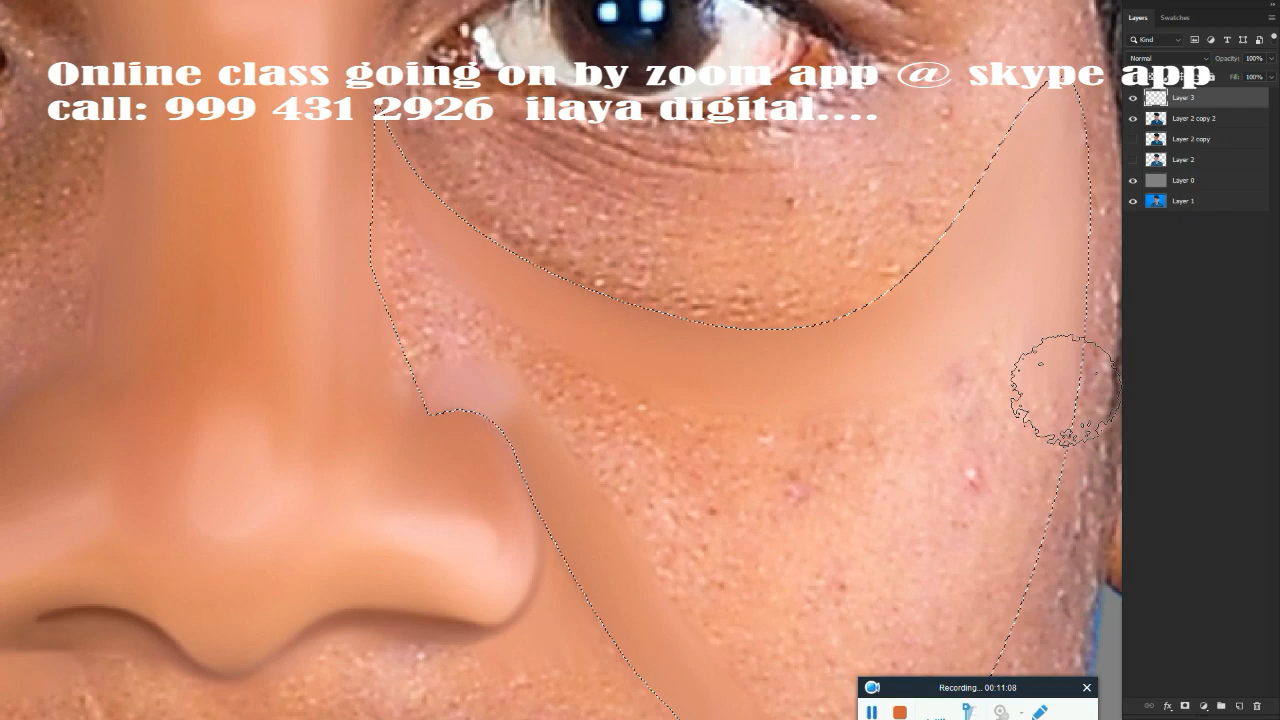 Online class going on by zoom app @ skype app
call: 999 431 2926 ilaya digital....
Layers Swatches
Kind
Normal Opacity: 100%
Fill: 100%
Layer 3
Layer 2 copy 2
Layer 2 copy
Layer 2
Layer 0
Layer 1
Recording... 00:11:08